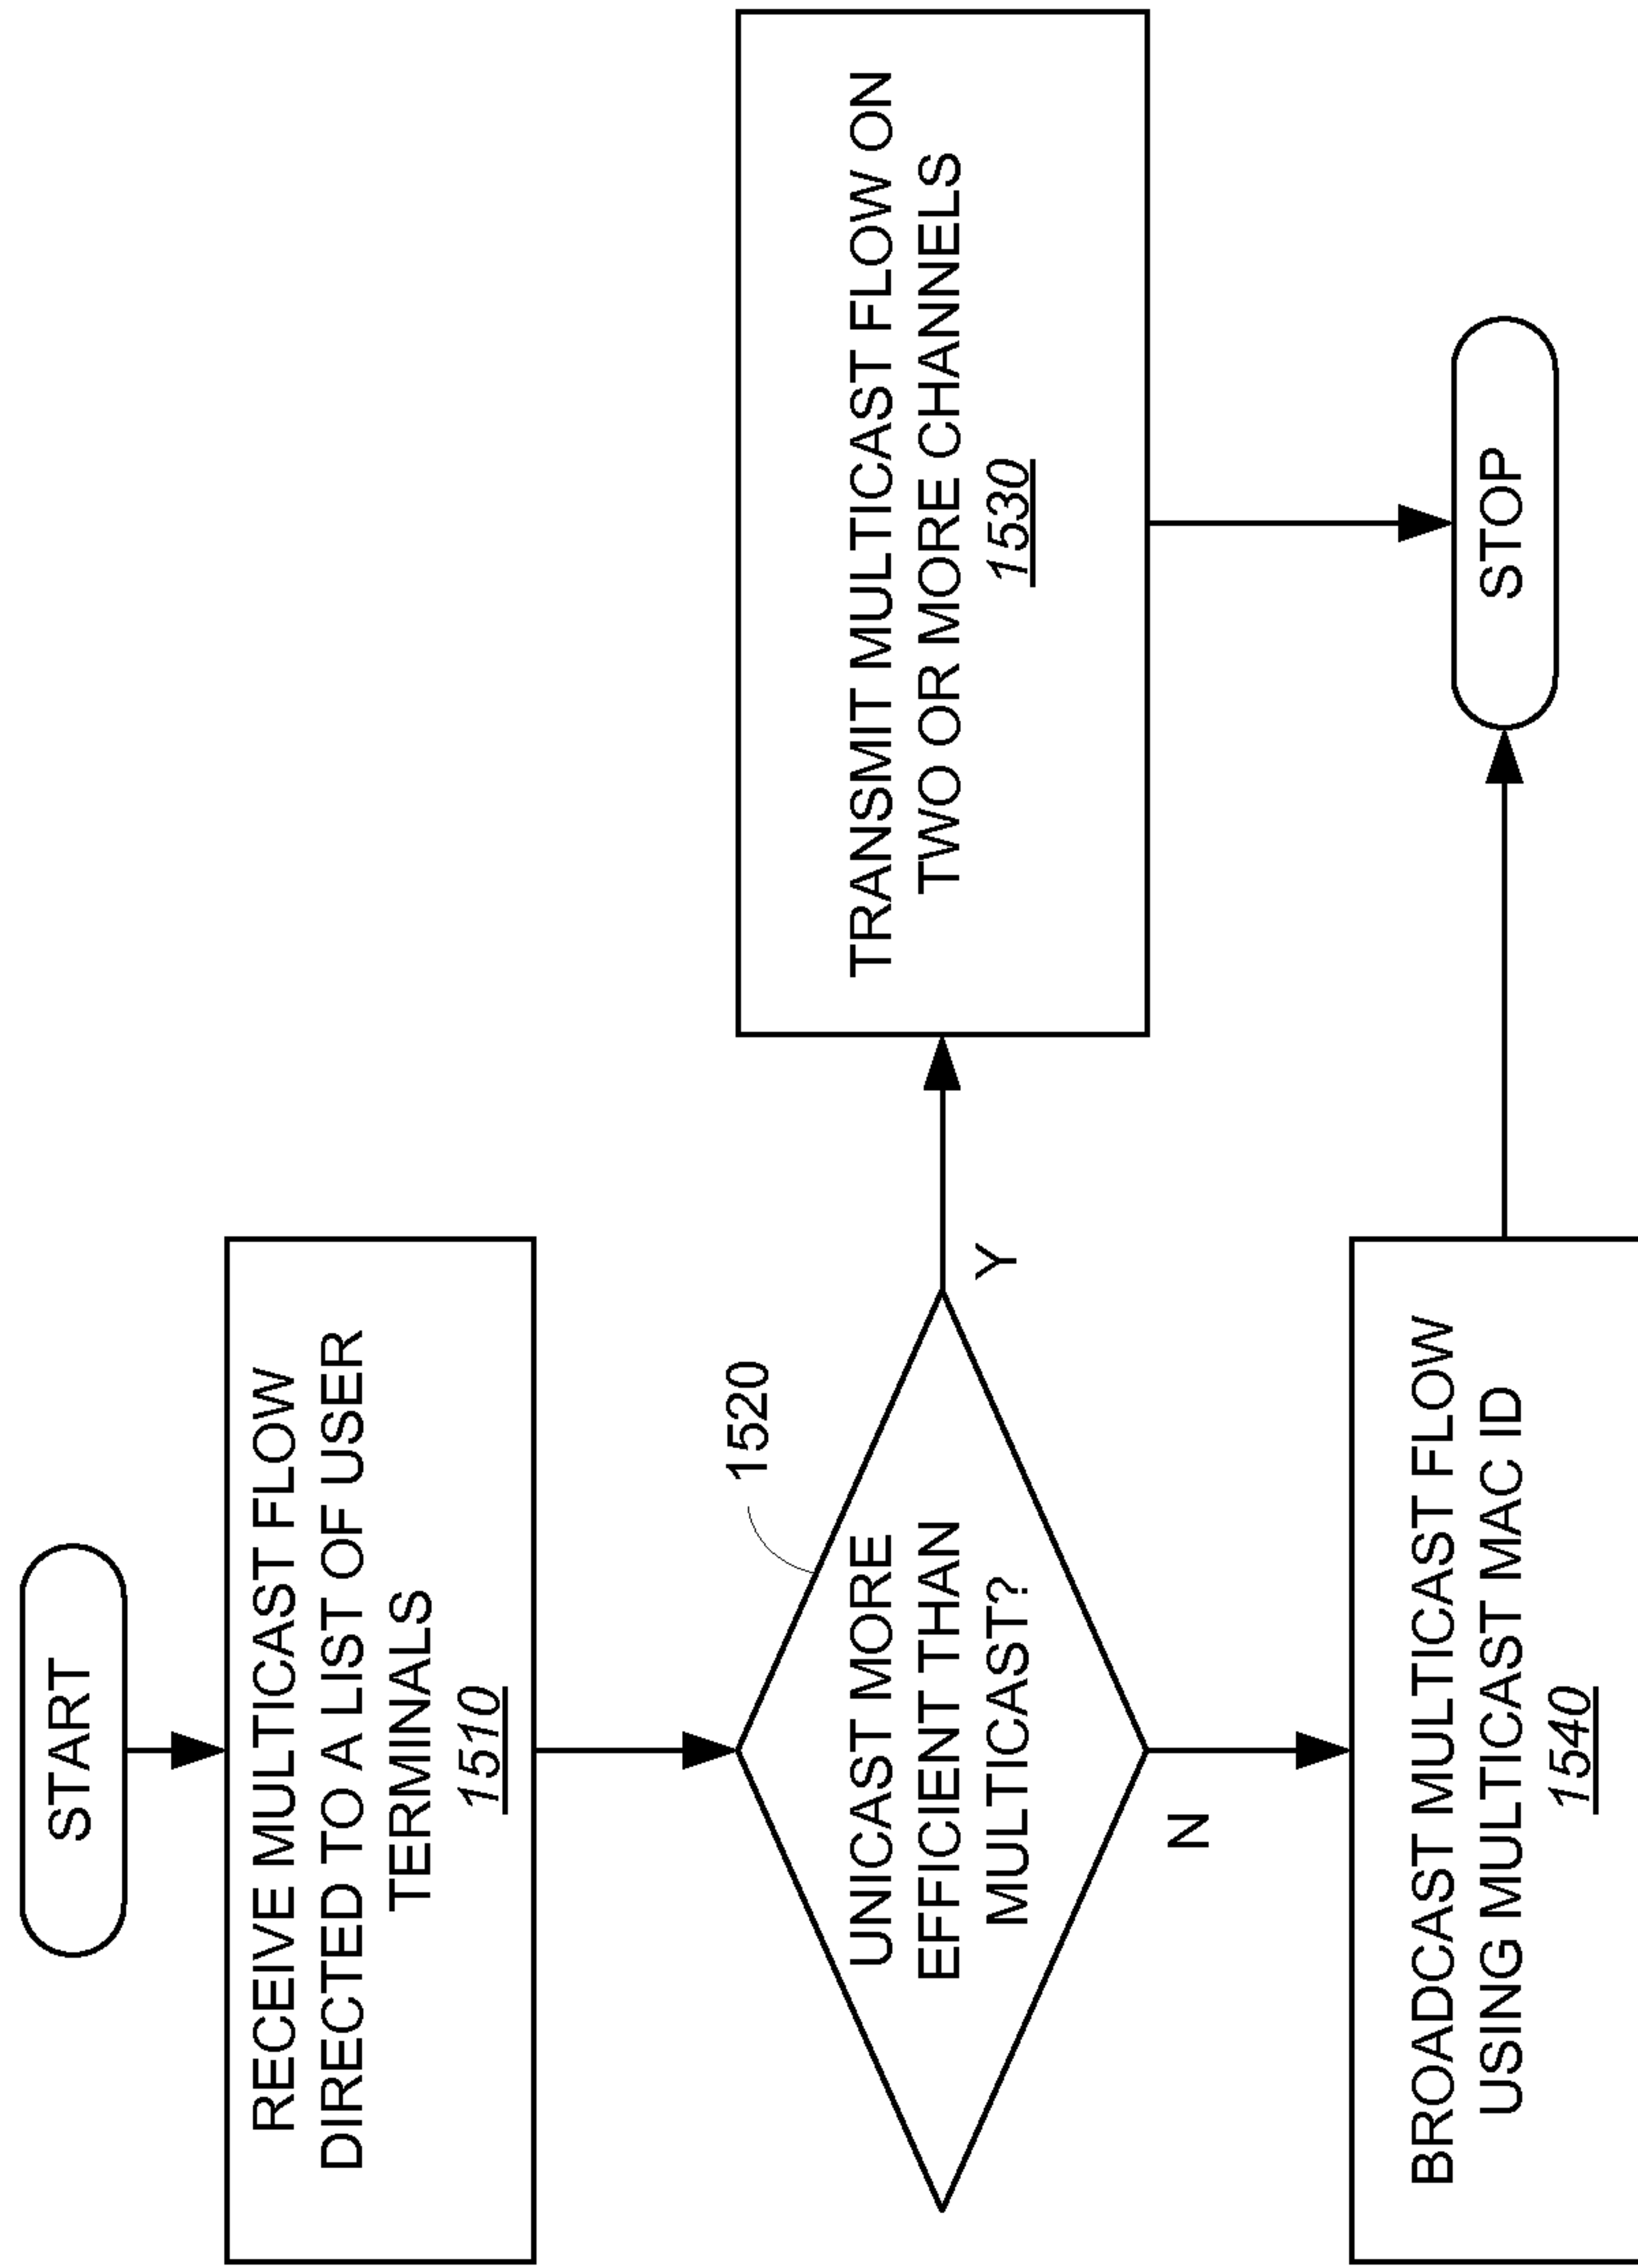 START
RECEIVE MULTICAST FLOW
DIRECTED TO A LIST OF USER
TERMINALS
1510
1520
UNICAST MORE
EFFICIENT THAN
MULTICAST?
Y
TRANSMIT MULTICAST FLOW ON
TWO OR MORE CHANNELS
1530
N
BROADCAST MULTICAST FLOW
USING MULTICAST MAC ID
1540
STOP